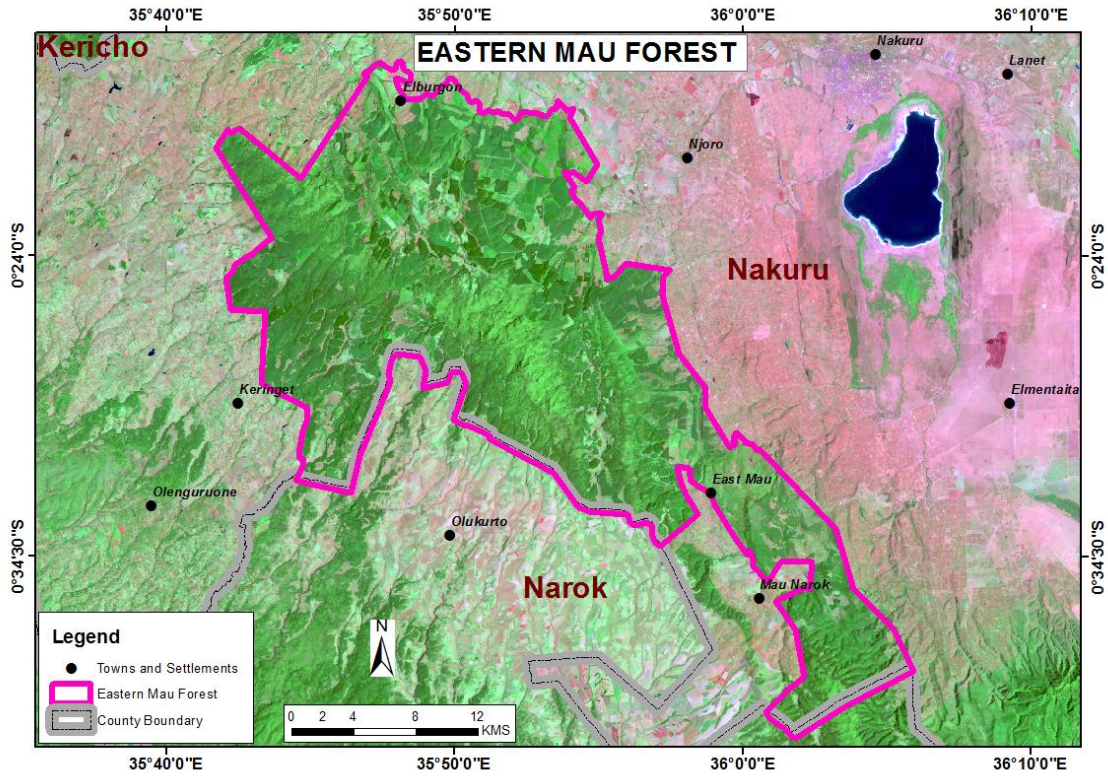 35°40'0"E 35°50'0"E 36°0'0"E 36°10'0"E
Kericho
EASTERN MAU FOREST
Nakuru
Lanet
Elburgon
Njoro
0°24'0"S
Nakuru
0°24'0"S
Keringet
Elmentaita
East Mau
Olenguruone
Olukurto
0°34'30"S
0°34'30"S
Narok
Mau Narok
Legend
Towns and Settlements
Eastern Mau Forest
County Boundary
N
0 2 4 8 12
KMS
35°40'0"E 35°50'0"E 36°0'0"E 36°10'0"E